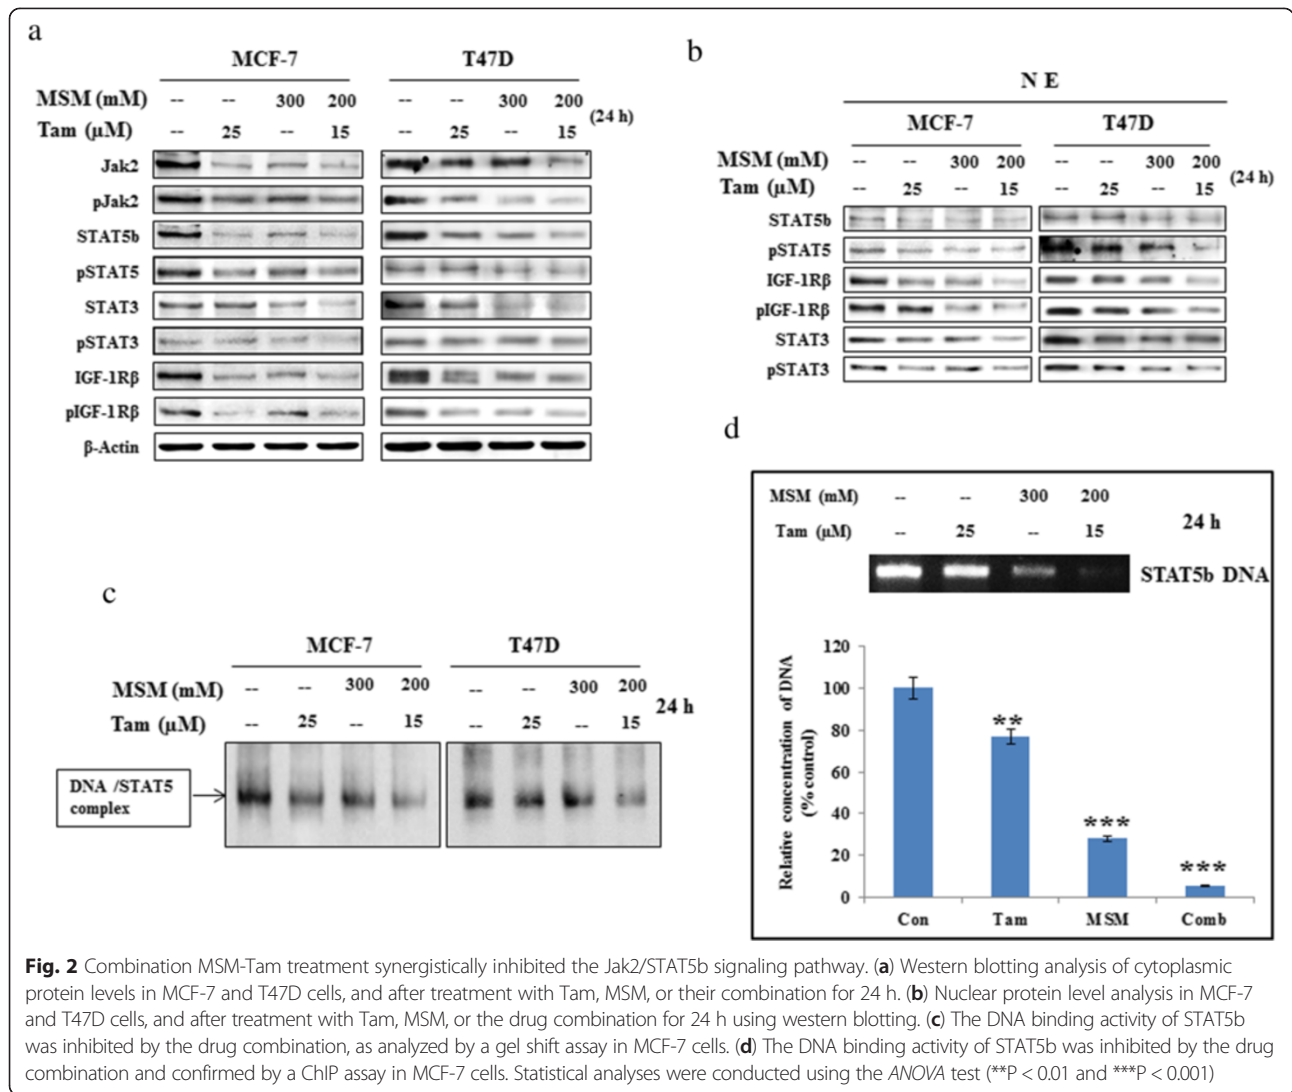 a
MCF-7 T47D
MSM (mM) -- -- 300 200 -- -- 300 200
(24 h)
Tam (µM) -- 25 -- 15 -- 25 -- 15
Jak2
pJak2
STAT5b
pSTAT5
STAT3
pSTAT3
IGF-1Rβ
pIGF-1Rβ
β-Actin
b
N E
MCF-7 T47D
MSM (mM) -- -- 300 200 -- -- 300 200
(24 h)
Tam (µM) -- 25 -- 15 -- 25 -- 15
STAT5b
pSTAT5
IGF-1Rβ
pIGF-1Rβ
STAT3
pSTAT3
c
MCF-7 T47D
MSM (mM) -- -- 300 200 -- -- 300 200
24 h
Tam (µM) -- 25 -- 15 -- 25 -- 15
DNA /STAT5
complex
d
MSM (mM) -- -- 300 200
24 h
Tam (µM) -- 25 -- 15
STAT5b DNA
Relative concentration of DNA
(% control)
120
100
80
60
40
20
0
**
***
***
Con Tam MSM Comb
Fig. 2 Combination MSM-Tam treatment synergistically inhibited the Jak2/STAT5b signaling pathway. (a) Western blotting analysis of cytoplasmic
protein levels in MCF-7 and T47D cells, and after treatment with Tam, MSM, or their combination for 24 h. (b) Nuclear protein level analysis in MCF-7
and T47D cells, and after treatment with Tam, MSM, or the drug combination for 24 h using western blotting. (c) The DNA binding activity of STAT5b
was inhibited by the drug combination, as analyzed by a gel shift assay in MCF-7 cells. (d) The DNA binding activity of STAT5b was inhibited by the drug
combination and confirmed by a ChIP assay in MCF-7 cells. Statistical analyses were conducted using the ANOVA test (**P < 0.01 and ***P < 0.001)